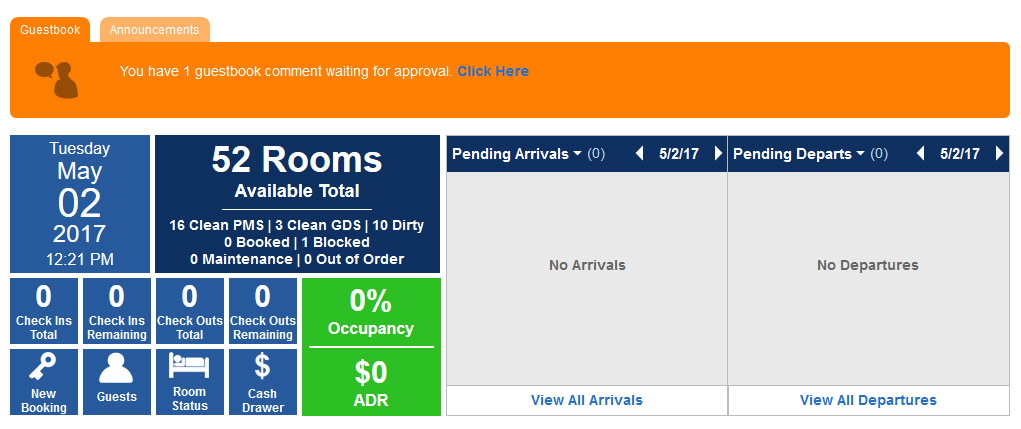 Guestbook
Announcements
You have 1 guestbook comment waiting for approval. Click Here
Tuesday
May
02
2017
12:21 PM
52 Rooms
Available Total
16 Clean PMS | 3 Clean GDS | 10 Dirty
0 Booked | 1 Blocked
0 Maintenance | 0 Out of Order
0
Check Ins
Total
0
Check Ins
Remaining
0
Check Outs
Total
0
Check Outs
Remaining
New
Booking
Guests
Room
Status
$
Cash
Drawer
0%
Occupancy
$0
ADR
Pending Arrivals (0) 5/2/17
No Arrivals
View All Arrivals
Pending Departs (0) 5/2/17
No Departures
View All Departures